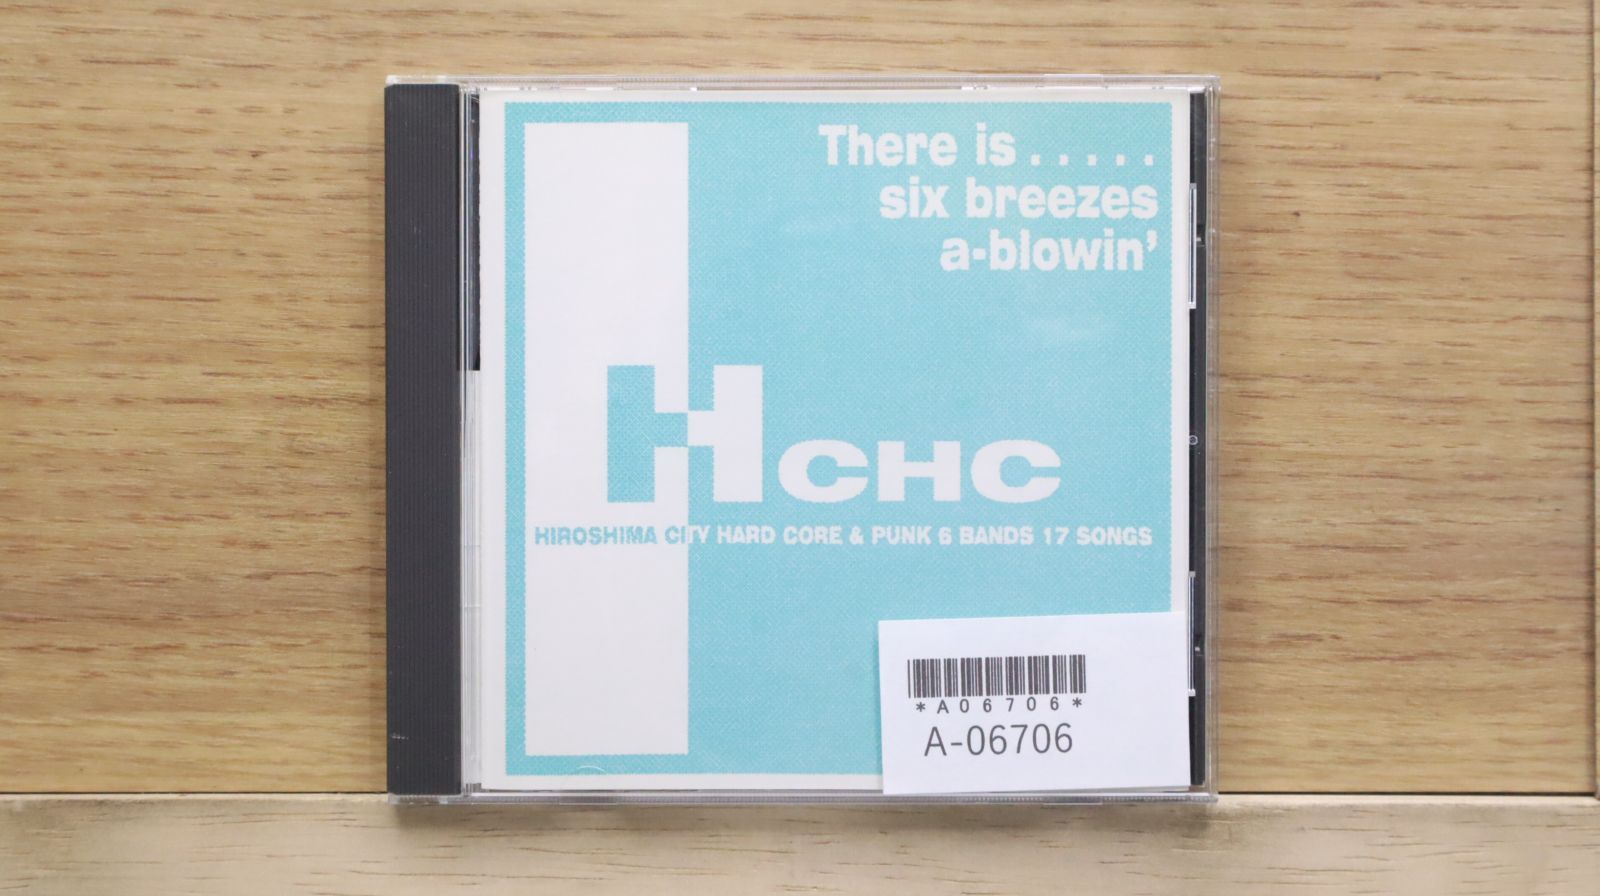 There is.....
six breezes
a-blowin'
HCHC
HIROSHIMA CITY HARD CORE & PUNK 6 BANDS 17 SONGS
*A06706*
A-06706